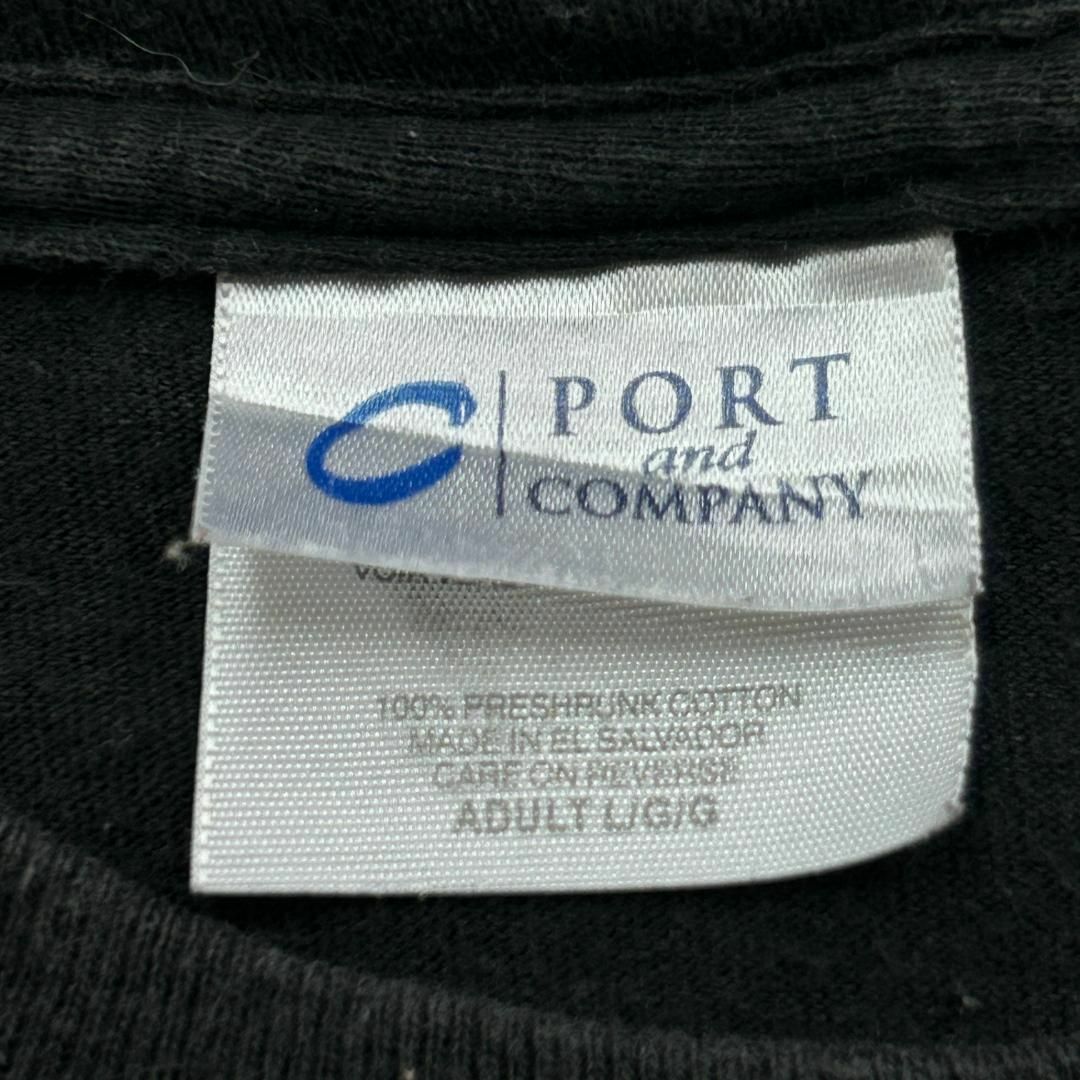 PORT
and
COMPANY
100% PRESHRUNK COTTON
MADE IN EL SALVADOR
CARE ON REVERSE
ADULT L/G/G